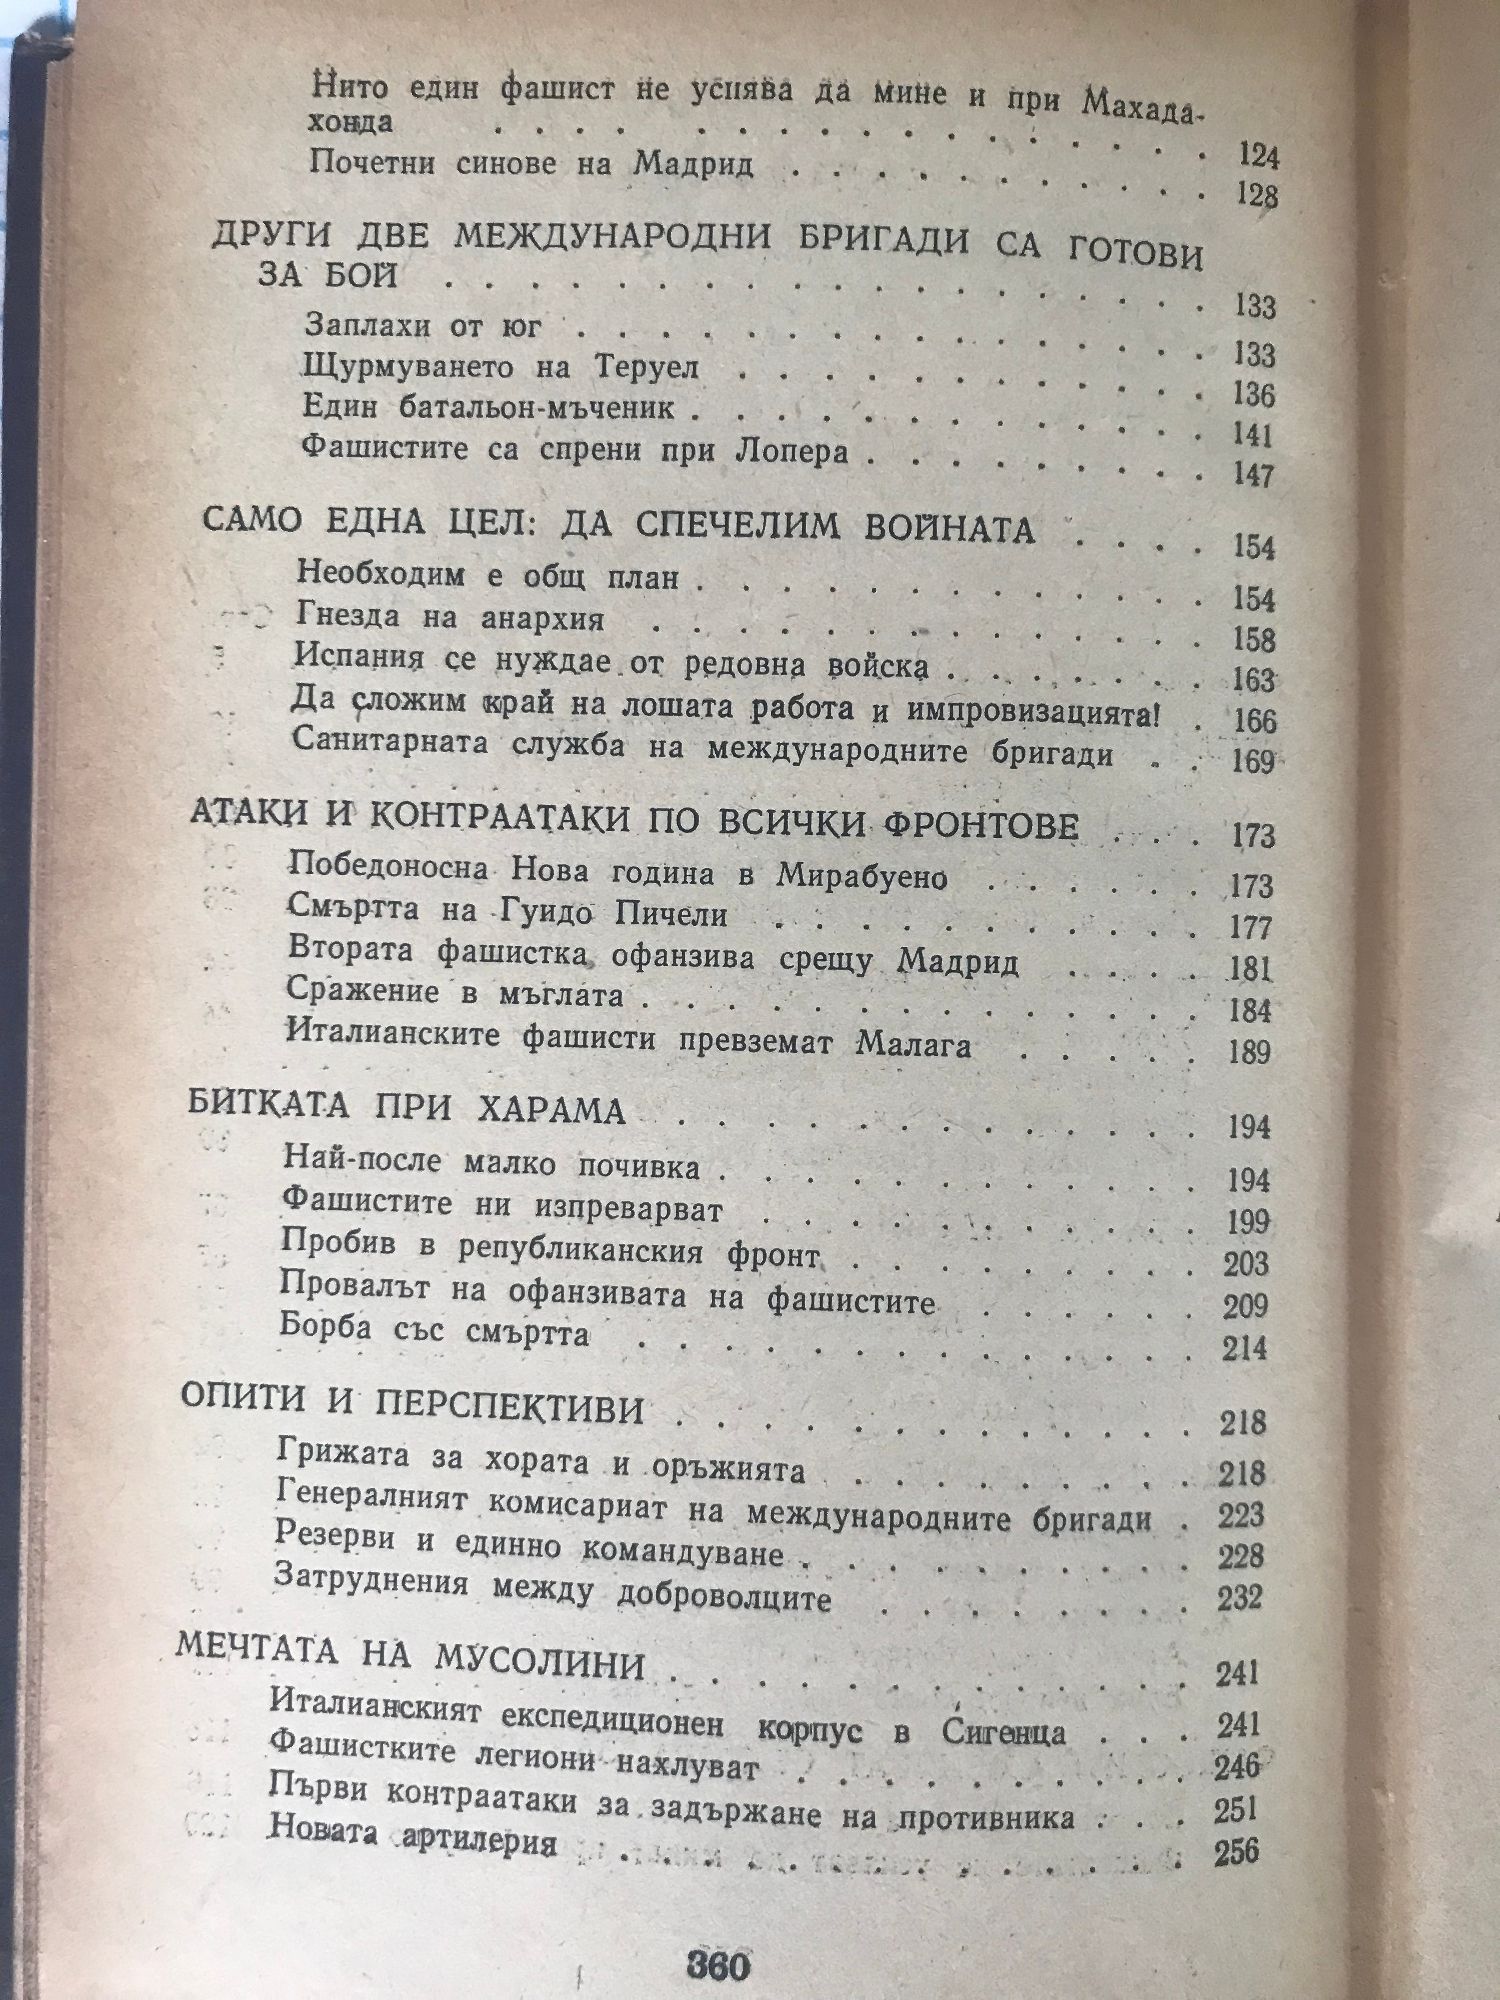 Нито един фашист не успява да мине и при Махада-
хонда . . . . . . . . . . . . . . . . 124
Почетни синове на Мадрид . . . . . . . . . . . 128
ДРУГИ ДВЕ МЕЖДУНАРОДНИ БРИГАДИ СА ГОТОВИ
ЗА БОЙ . . . . . . . . . . . . . . . . . . 133
Заплахи от юг . . . . . . . . . . . . . . . 133
Щурмуването на Теруел . . . . . . . . . . . 136
Един батальон-мъченик . . . . . . . . . . . . 141
Фашистите са спрени при Лопера . . . . . . . . . 147
САМО ЕДНА ЦЕЛ: ДА СПЕЧЕЛИМ ВОЙНАТА . . . . 154
Необходим е общ план . . . . . . . . . . . . . 154
Гнезда на анархия . . . . . . . . . . . . . . 158
Испания се нуждае от редовна войска . . . . . . . 163
Да сложим край на лошата работа и импровизацията! . 166
Санитарната служба на международните бригади . . 169
АТАКИ И КОНТРААТАКИ ПО ВСИЧКИ ФРОНТОВЕ . . . 173
Победоносна Нова година в Мирабуено . . . . . . 173
Смъртта на Гуидо Пичели . . . . . . . . . . . 177
Втората фашистка офанзива срещу Мадрид . . . . 181
Сражение в мъглата . . . . . . . . . . . . . . 184
Италианските фашисти превземат Малага . . . . . 189
БИТКАТА ПРИ ХАРАМА . . . . . . . . . . . . . 194
Най-после малко почивка . . . . . . . . . . . . 194
Фашистите ни изпреварват . . . . . . . . . . . 199
Пробив в републиканския фронт . . . . . . . . . 203
Провалът на офанзивата на фашистите . . . . . . 209
Борба със смъртта . . . . . . . . . . . . . . 214
ОПИТИ И ПЕРСПЕКТИВИ . . . . . . . . . . . . . 218
Грижата за хората и оръжията . . . . . . . . . 218
Генералният комисариат на международните бригади . 223
Резерви и единно командуване . . . . . . . . . . 228
Затруднения между доброволците . . . . . . . . 232
МЕЧТАТА НА МУСОЛИНИ . . . . . . . . . . . . . 241
Италианският експедиционен корпус в Сигенца . . . 241
Фашистките легиони нахлуват . . . . . . . . . . 246
Първи контраатаки за задържане на противника . . . 251
Новата артилерия . . . . . . . . . . . . . . 256
360